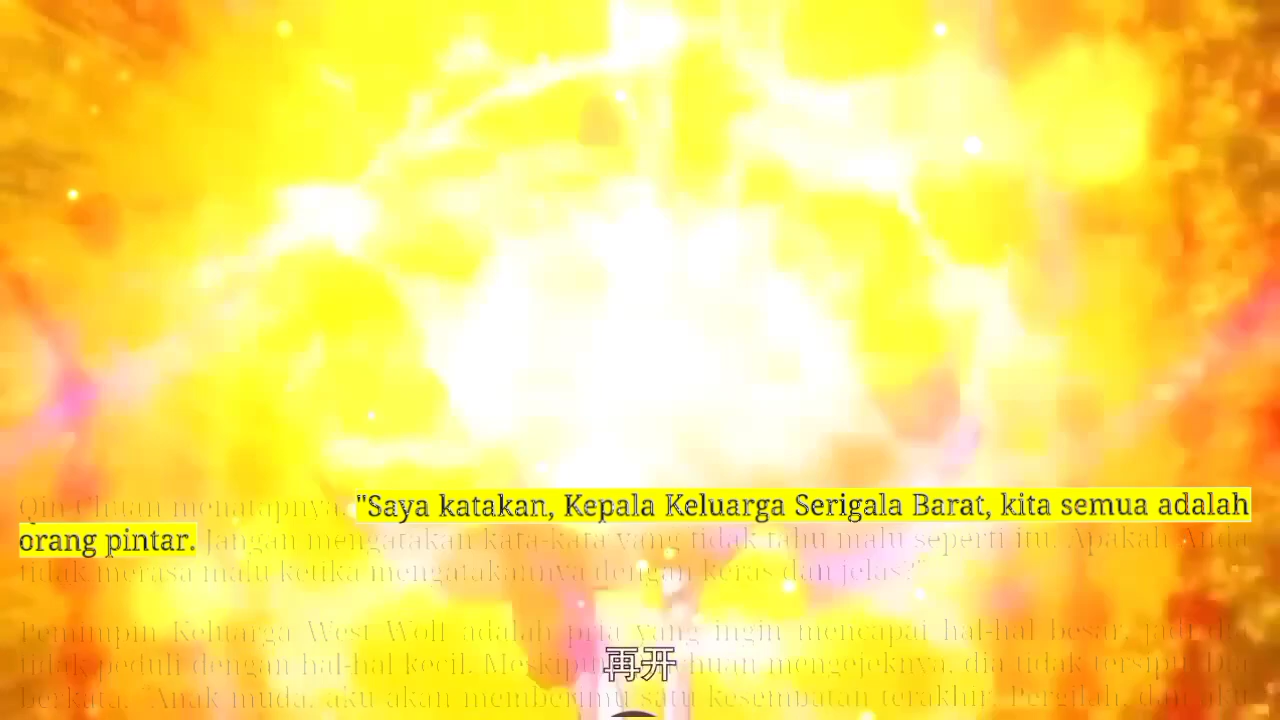 Qin Chuan menatapnya. "Saya katakan, Kepala Keluarga Serigala Barat, kita semua adalah
orang pintar. Jangan mengatakan kata-kata yang tidak tahu malu seperti itu. Apakah Anda
tidak merasa malu ketika mengatakannya dengan keras dan jelas?"
Pemimpin Keluarga West Wolf adalah pria yang ingin mencapai hal-hal besar, jadi
tidak peduli dengan hal-hal kecil. Meskipun Chuan mengejeknya, dia tidak tersipu. Dia
再开
berkata, "Anak muda, aku akan memberimu satu kesempatan terakhir. Pergilah, dan aku